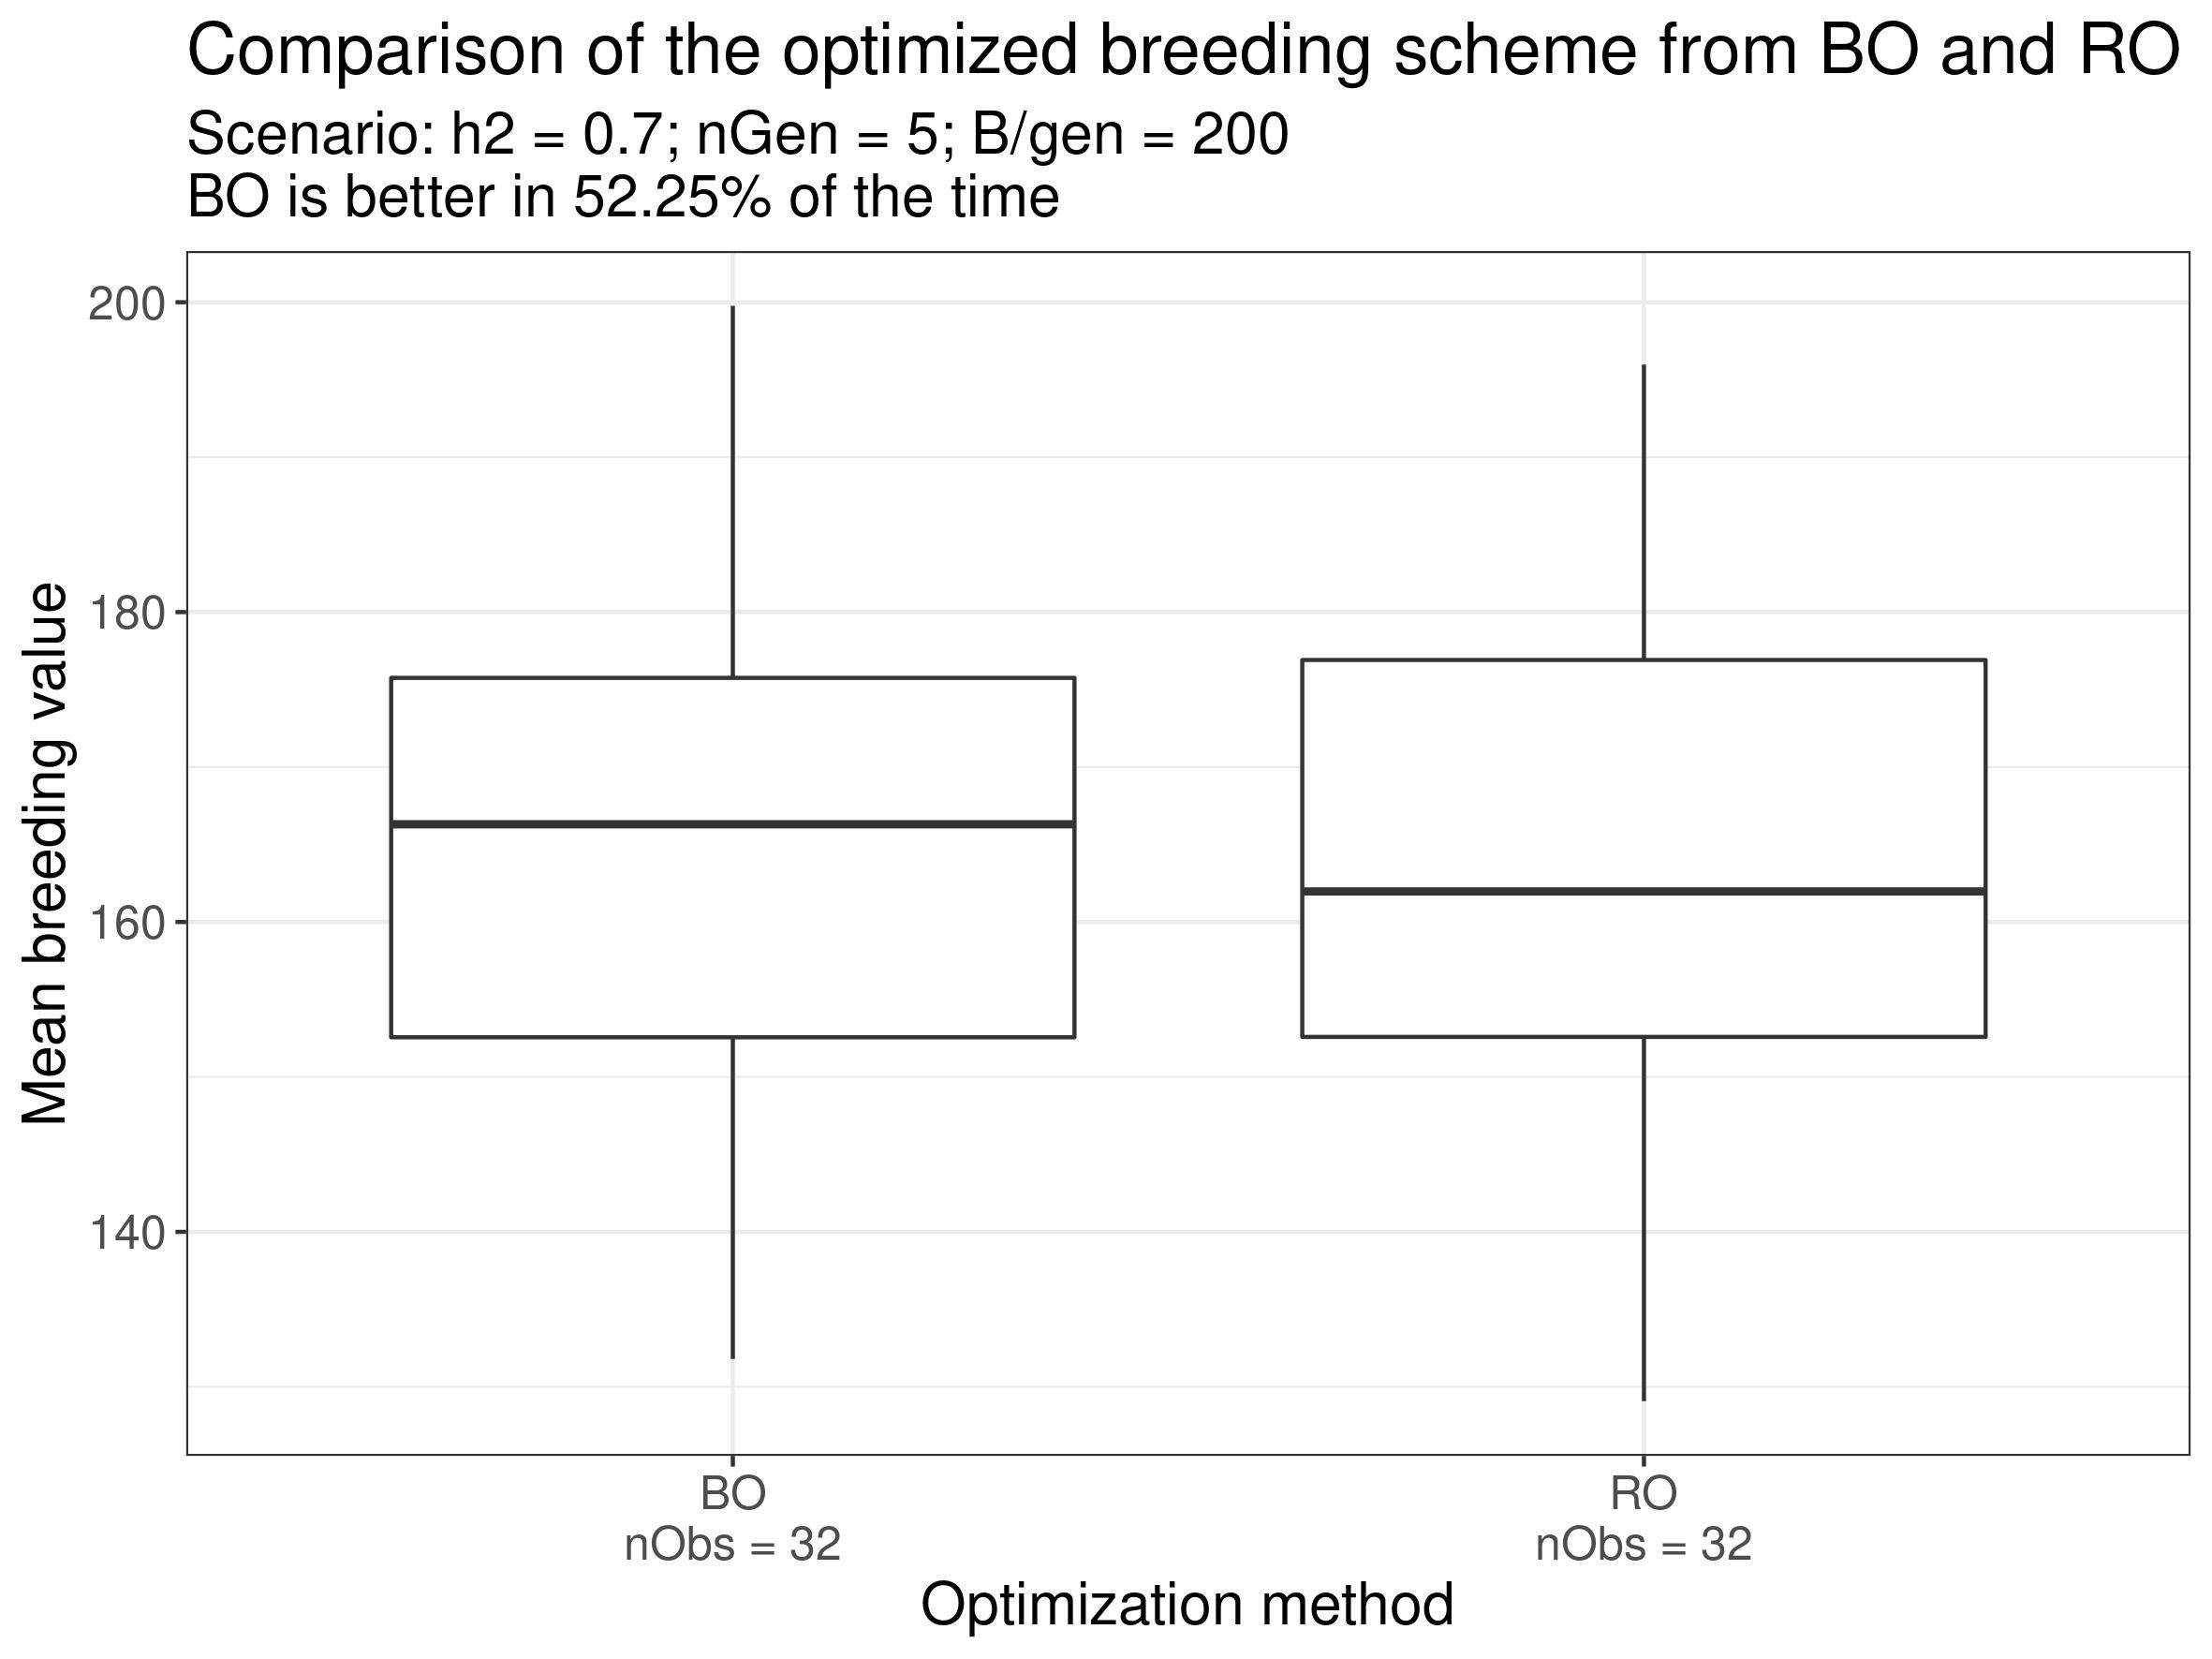 Comparison of the optimized breeding scheme from BO and RO
Scenario: h2 = 0.7; nGen = 5; B/gen = 200
BO is better in 52.25% of the time
Mean breeding value
200
180
160
140
BO
nObs = 32
RO
nObs = 32
Optimization method